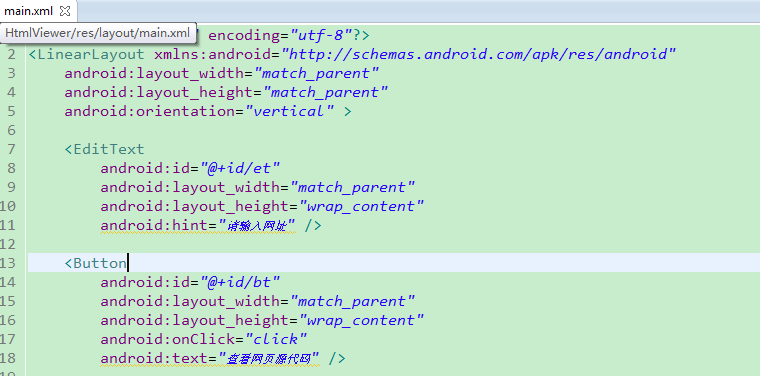 main.xml
HtmlViewer/res/layout/main.xml
encoding="utf-8"?>
2 <LinearLayout xmlns:android="http://schemas.android.com/apk/res/android"
3 android:layout_width="match_parent"
4 android:layout_height="match_parent"
5 android:orientation="vertical" >
6
7 <EditText
8 android:id="@+id/et"
9 android:layout_width="match_parent"
10 android:layout_height="wrap_content"
11 android:hint="请输入网址" />
12
13 <Button
14 android:id="@+id/bt"
15 android:layout_width="match_parent"
16 android:layout_height="wrap_content"
17 android:onClick="click"
18 android:text="查看网页源代码" />